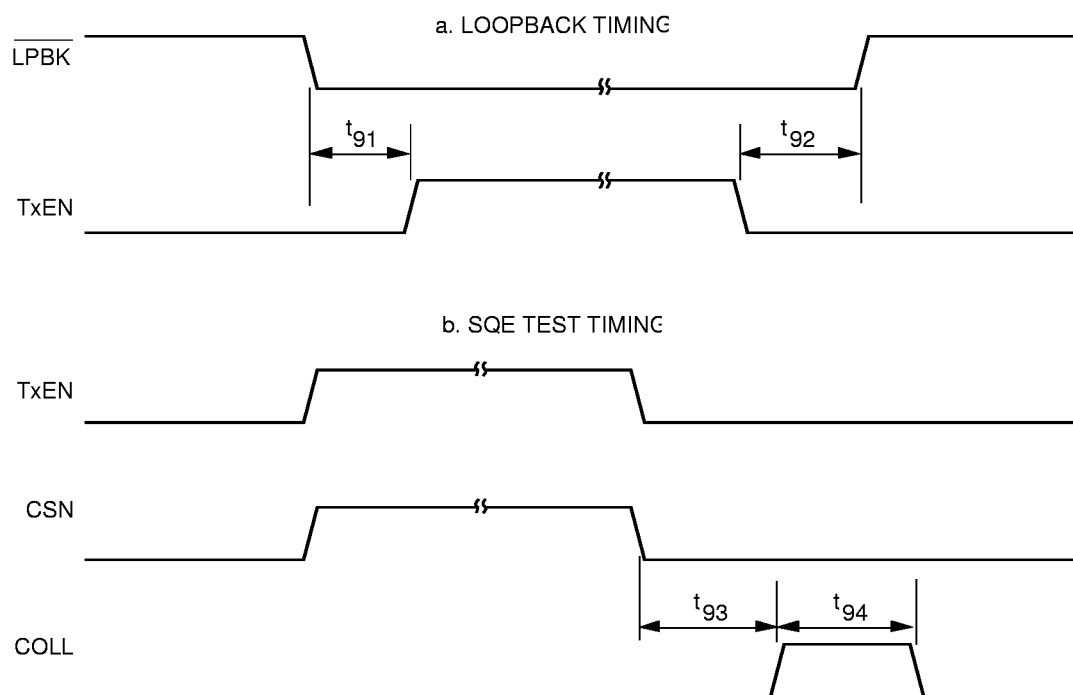 a. LOOPBACK TIMING
LPBK
t91
t92
TxEN
b. SQE TEST TIMING
TxEN
CSN
t93
t94
COLL